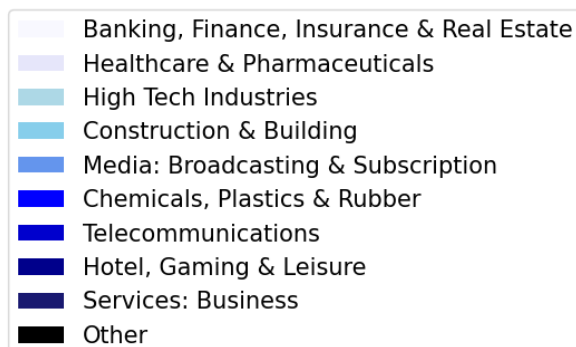 Banking, Finance, Insurance & Real Estate
Healthcare & Pharmaceuticals
High Tech Industries
Construction & Building
Media: Broadcasting & Subscription
Chemicals, Plastics & Rubber
Telecommunications
Hotel, Gaming & Leisure
Services: Business
Other